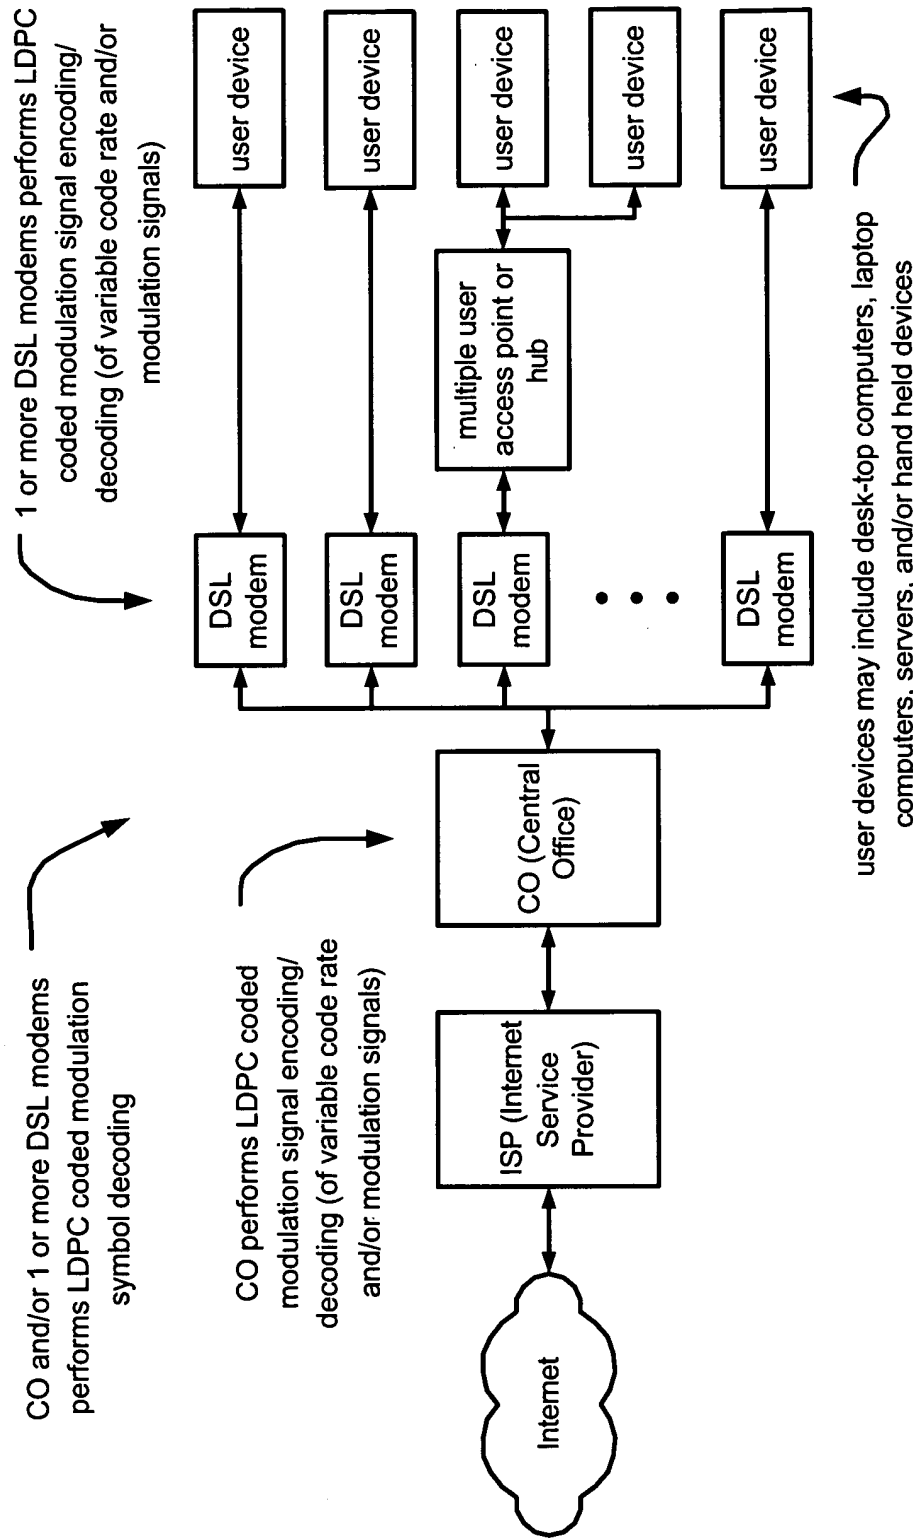 CO and/or 1 or more DSL modems
performs LDPC coded modulation
symbol decoding
1 or more DSL modems performs LDPC
coded modulation signal encoding/
decoding (of variable code rate and/or
modulation signals)
CO performs LDPC coded
modulation signal encoding/
decoding (of variable code rate
and/or modulation signals)
Internet
ISP (Internet
Service
Provider)
CO (Central
Office)
DSL
modem
user device
DSL
modem
user device
DSL
modem
multiple user
access point or
hub
user device
user device
DSL
modem
user device
user devices may include desk-top computers, laptop
computers, servers, and/or hand held devices